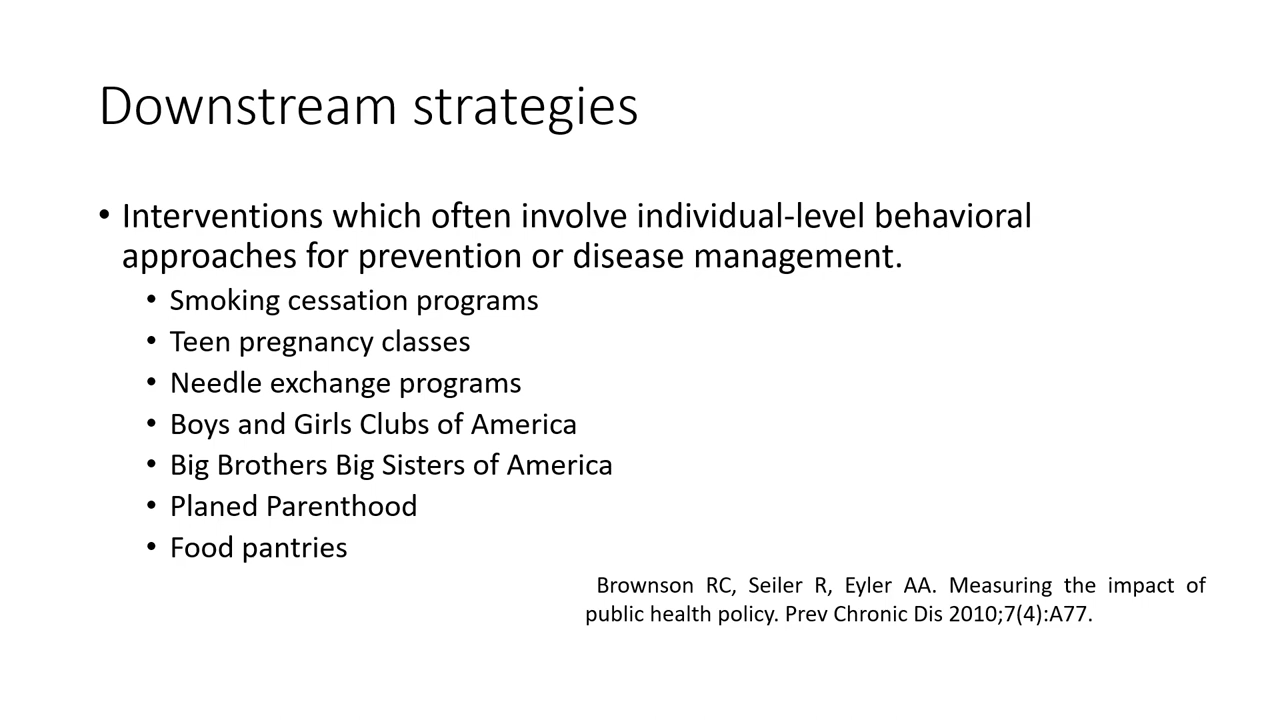 Downstream strategies
• Interventions which often involve individual-level behavioral
approaches for prevention or disease management.
• Smoking cessation programs
• Teen pregnancy classes
• Needle exchange programs
• Boys and Girls Clubs of America
• Big Brothers Big Sisters of America
• Planed Parenthood
• Food pantries
Brownson RC, Seiler R, Eyler AA. Measuring the impact of
public health policy. Prev Chronic Dis 2010;7(4):A77.